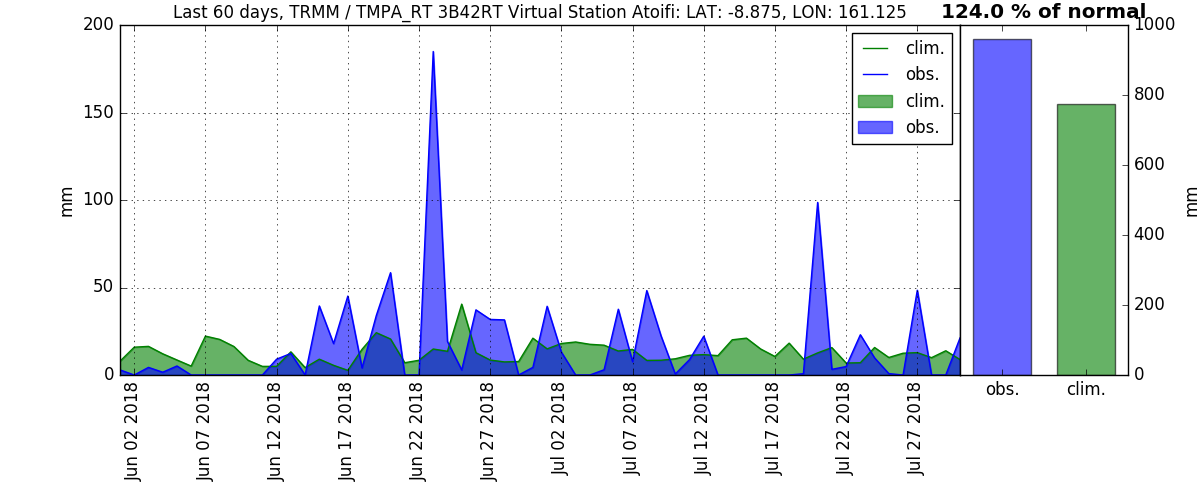 Last 60 days, TRMM / TMPA_RT 3B42RT Virtual Station Atoifi: LAT: -8.875, LON: 161.125
124.0 % of normal
200
150
100
50
0
mm
clim.
obs.
clim.
obs.
Jun 02 2018
Jun 07 2018
Jun 12 2018
Jun 17 2018
Jun 22 2018
Jun 27 2018
Jul 02 2018
Jul 07 2018
Jul 12 2018
Jul 17 2018
Jul 22 2018
Jul 27 2018
1000
800
600
400
200
0
mm
obs.
clim.